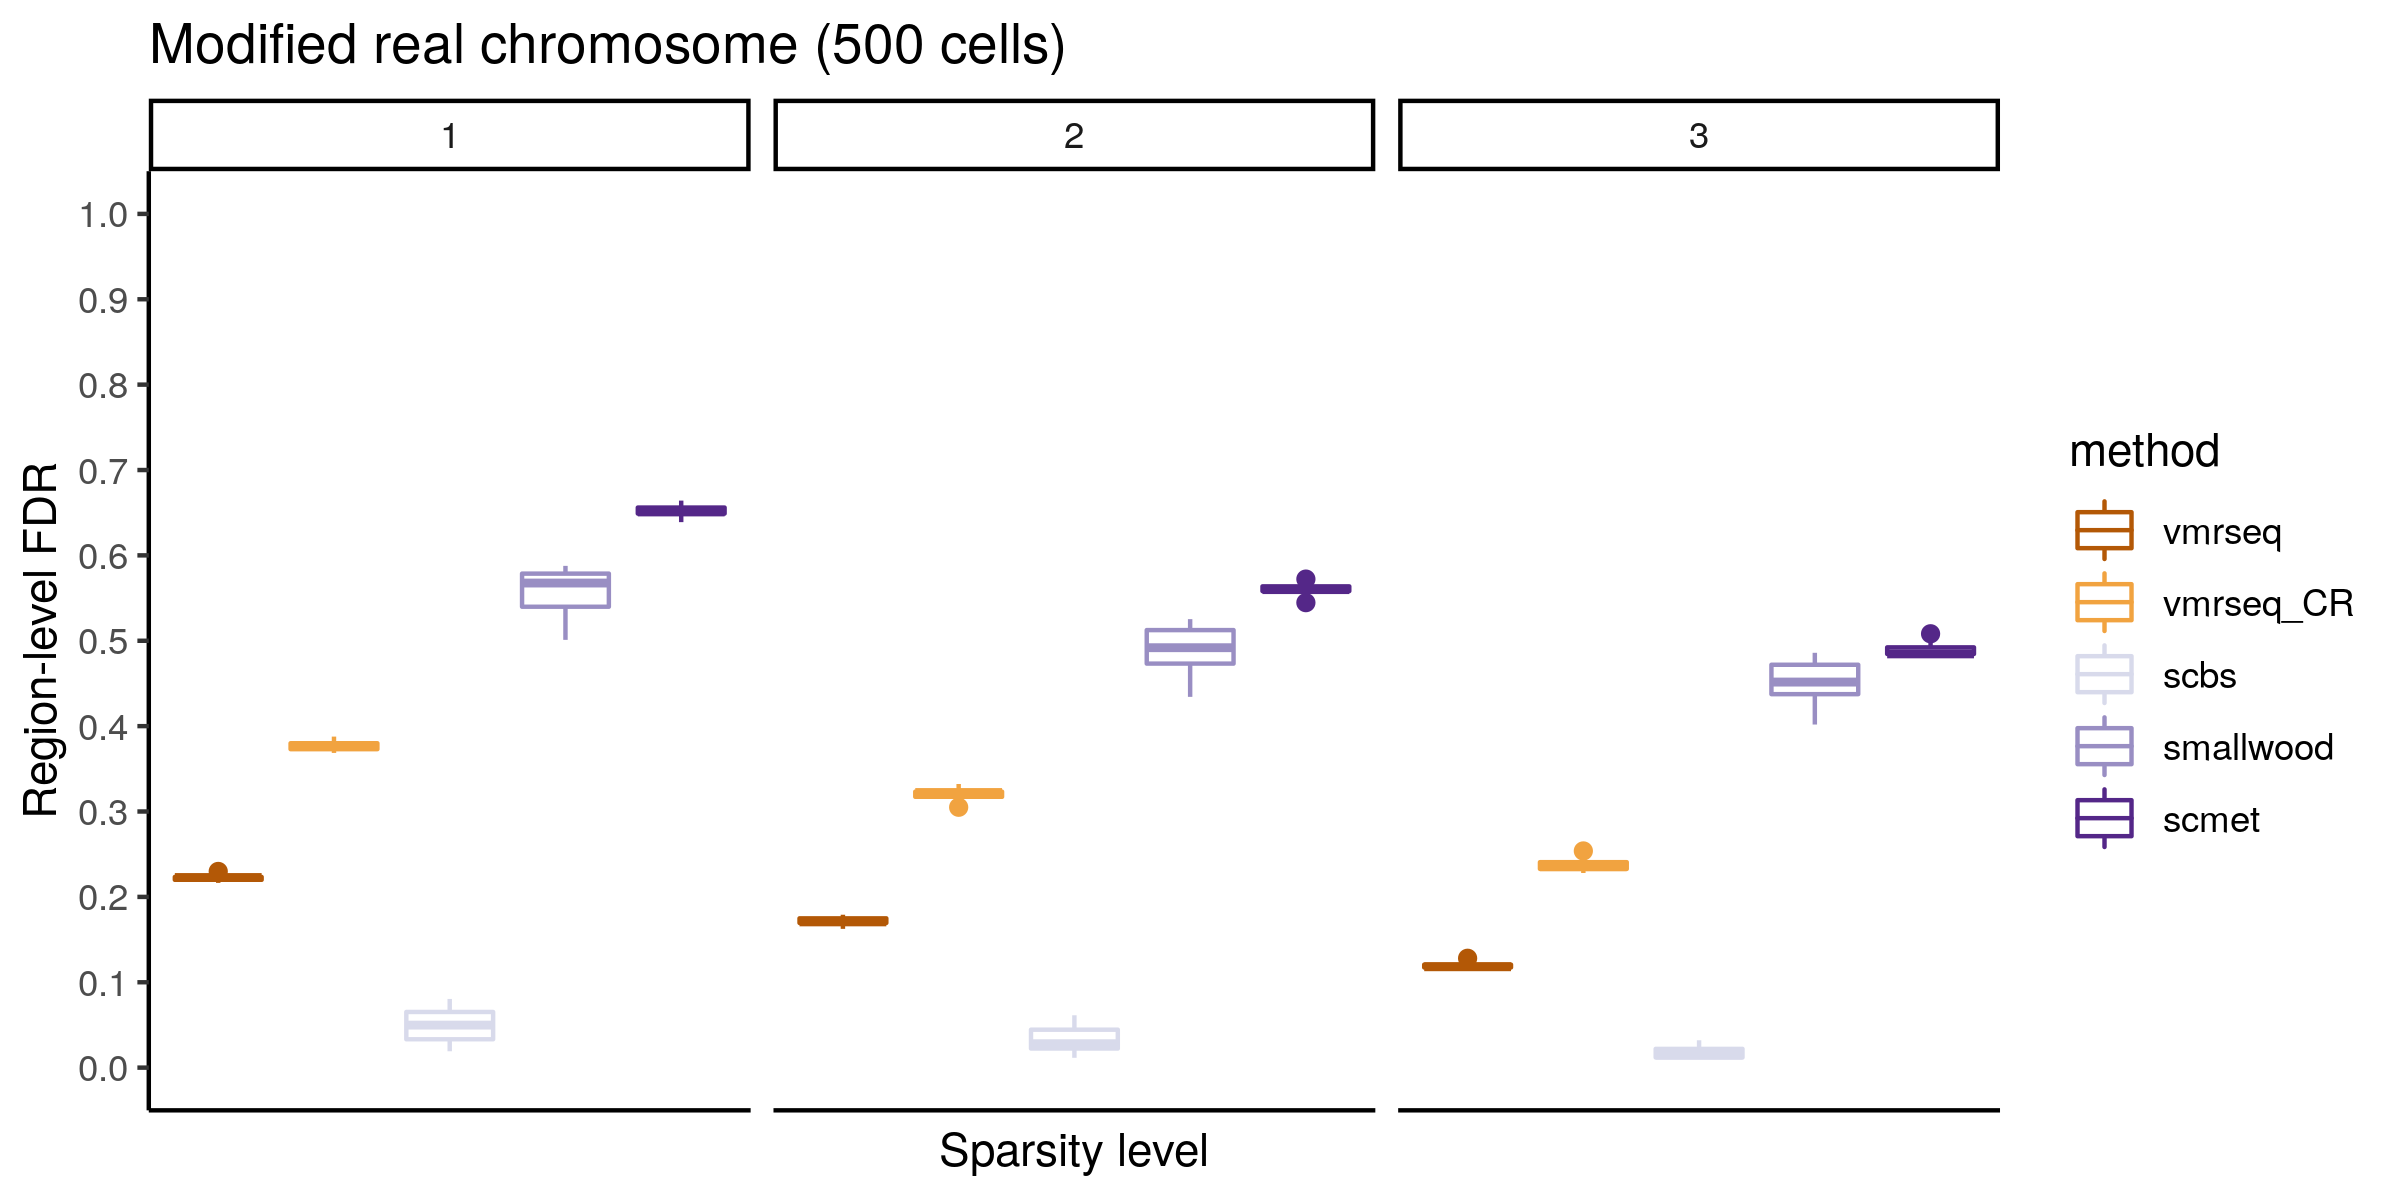 Modified real chromosome (500 cells)
1
2
3
1.0
0.9
0.8
0.7
0.6
0.5
0.4
0.3
0.2
0.1
0.0
Region-level FDR
Sparsity level
method
vmrseq
vmrseq_CR
scbs
smallwood
scmet